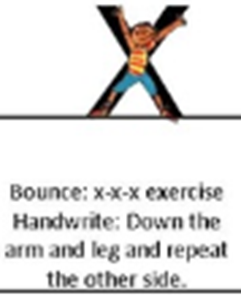 X
Bounce: x-x-x exercise
Handwrite: Down the
arm and leg and repeat
the other side.